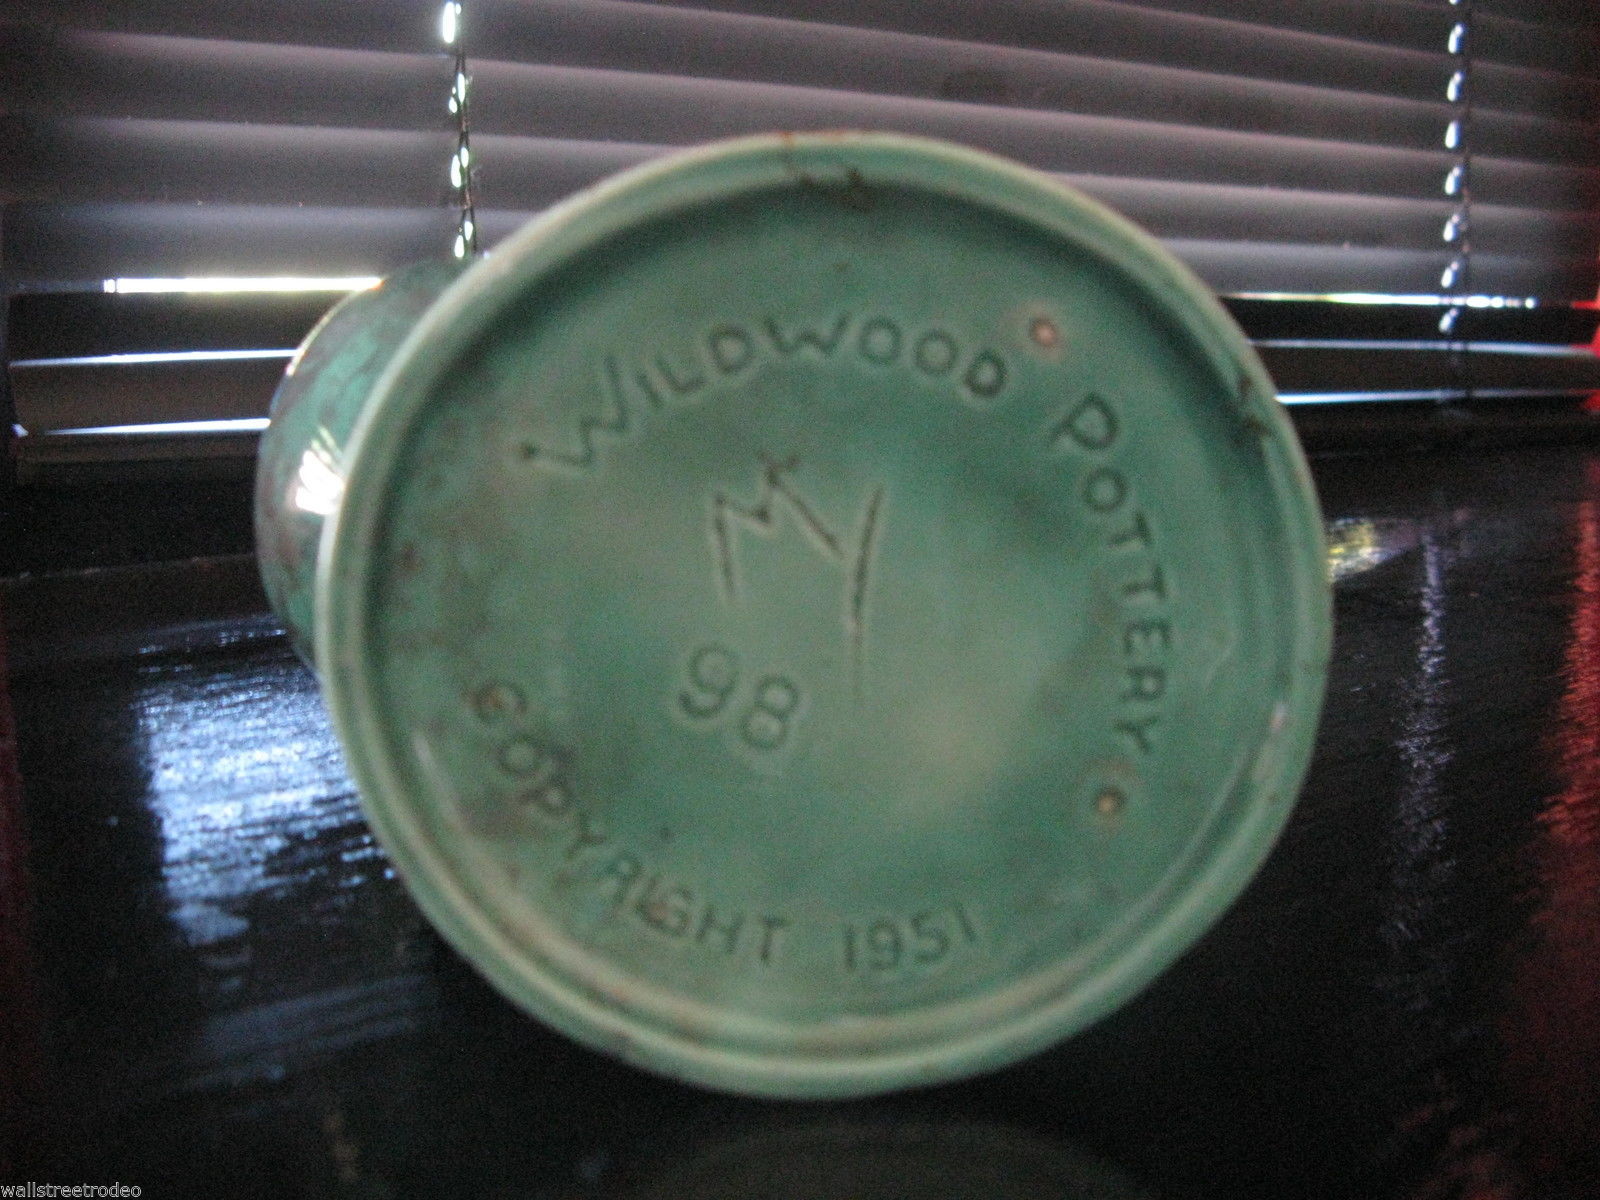 WILDWOOD POTTERY
98
COPYRIGHT 1951
wallstreetrodeo